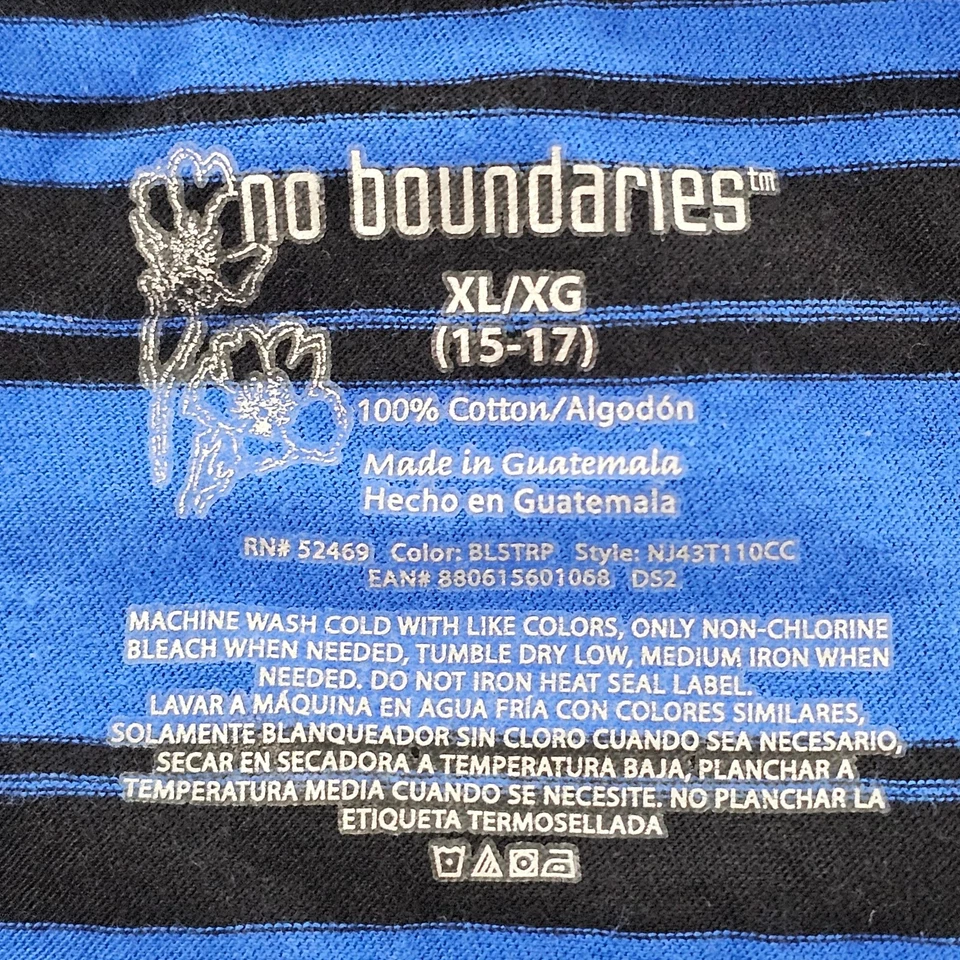 no boundaries™
XL/XG
(15-17)
100% Cotton/Algodón
Made in Guatemala
Hecho en Guatemala
RN# 52469 Color: BLSTRP Style: NJ43T110CC
EAN# 880615601068 DS2
MACHINE WASH COLD WITH LIKE COLORS, ONLY NON-CHLORINE
BLEACH WHEN NEEDED, TUMBLE DRY LOW, MEDIUM IRON WHEN
NEEDED. DO NOT IRON HEAT SEAL LABEL.
LAVAR A MÁQUINA EN AGUA FRÍA CON COLORES SIMILARES,
SOLAMENTE BLANQUEADOR SIN CLORO CUANDO SEA NECESARIO,
SECAR EN SECADORA A TEMPERATURA BAJA, PLANCHAR A
TEMPERATURA MEDIA CUANDO SE NECESITE. NO PLANCHAR LA
ETIQUETA TERMOSELLADA